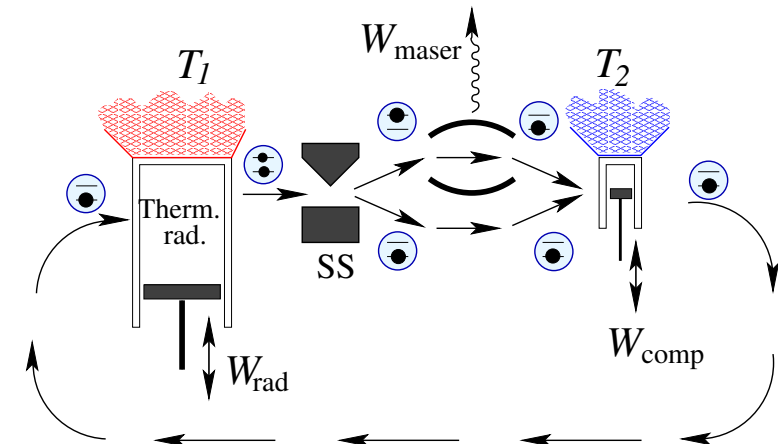 W_maser
T_1
T_2
Therm.
rad.
SS
W_rad
W_comp